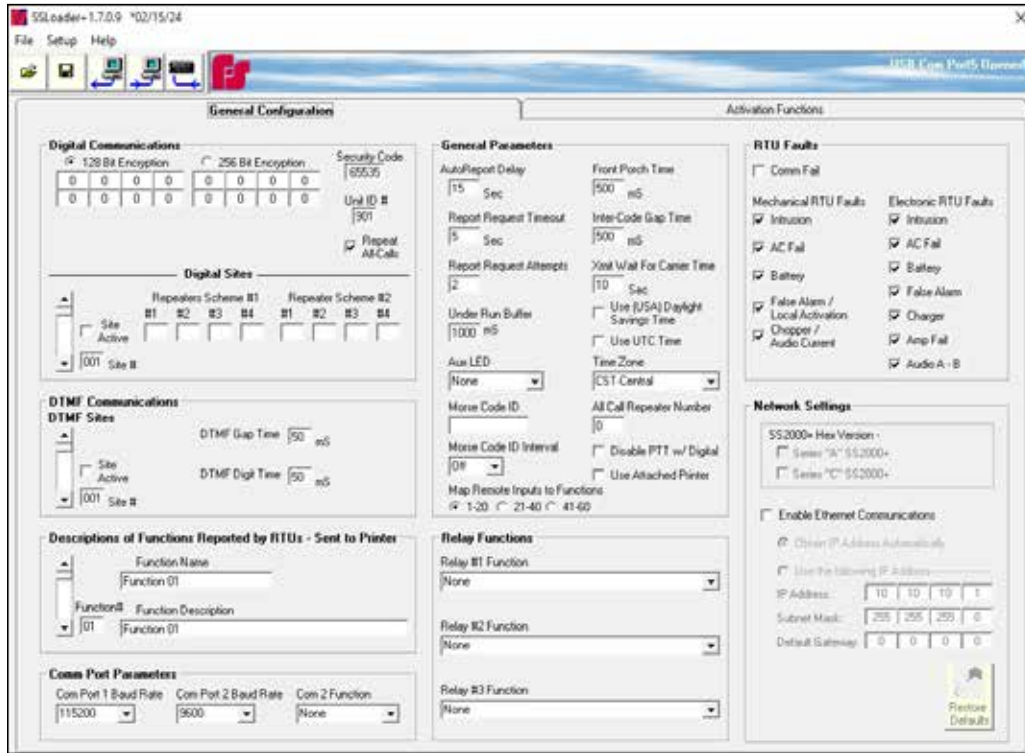 SSLoader+ 1.7.0.9 *02/15/24
File Setup Help
USB Com Port5 Opened
General Configuration
Activation Functions
Digital Communications
128 Bit Encryption
256 Bit Encryption
0 0 0 0 0 0 0 0
0 0 0 0 0 0 0 0
Security Code
65535
Unit ID #
901
Repeat All-Calls
Digital Sites
Repeaters Scheme #1
Repeater Scheme #2
#1 #2 #3 #4 #1 #2 #3 #4
Site Active
001 Site #
DTMF Communications
DTMF Sites
DTMF Gap Time 50 mS
Site Active
DTMF Digit Time 50 mS
001 Site #
Descriptions of Functions Reported by RTUs - Sent to Printer
Function Name
Function 01
Function# Function Description
01 Function 01
Comm Port Parameters
Com Port 1 Baud Rate
Com Port 2 Baud Rate
Com 2 Function
115200
9600
None
General Parameters
AutoReport Delay
15 Sec
Front Porch Time
500 mS
Report Request Timeout
5 Sec
Inter-Code Gap Time
500 mS
Report Request Attempts
2
Xmit Wait For Carrier Time
10 Sec
Under Run Buffer
1000 mS
Use (USA) Daylight Savings Time
Use UTC Time
Aux LED
None
Time Zone
CST-Central
Morse Code ID
All Call Repeater Number
0
Morse Code ID Interval
Off
Disable PTT w/ Digital
Use Attached Printer
Map Remote Inputs to Functions
1-20 21-40 41-60
Relay Functions
Relay #1 Function
None
Relay #2 Function
None
Relay #3 Function
None
RTU Faults
Comm Fail
Mechanical RTU Faults
Intrusion
AC Fail
Battery
False Alarm / Local Activation
Chopper / Audio Current
Electronic RTU Faults
Intrusion
AC Fail
Battery
False Alarm
Charger
Amp Fail
Audio A - B
Network Settings
SS2000+ Hex Version -
Series "A" SS2000+
Series "C" SS2000+
Enable Ethernet Communications
Obtain IP Address Automatically
Use the following IP Address
IP Address: 10 10 10 1
Subnet Mask: 255 255 255 0
Default Gateway: 0 0 0 0
Restore Defaults